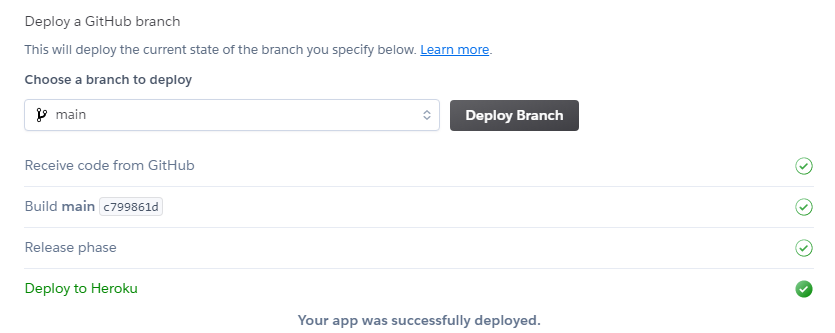 Deploy a GitHub branch
This will deploy the current state of the branch you specify below. Learn more.
Choose a branch to deploy
main
Deploy Branch
Receive code from GitHub
Build main c799861d
Release phase
Deploy to Heroku
Your app was successfully deployed.